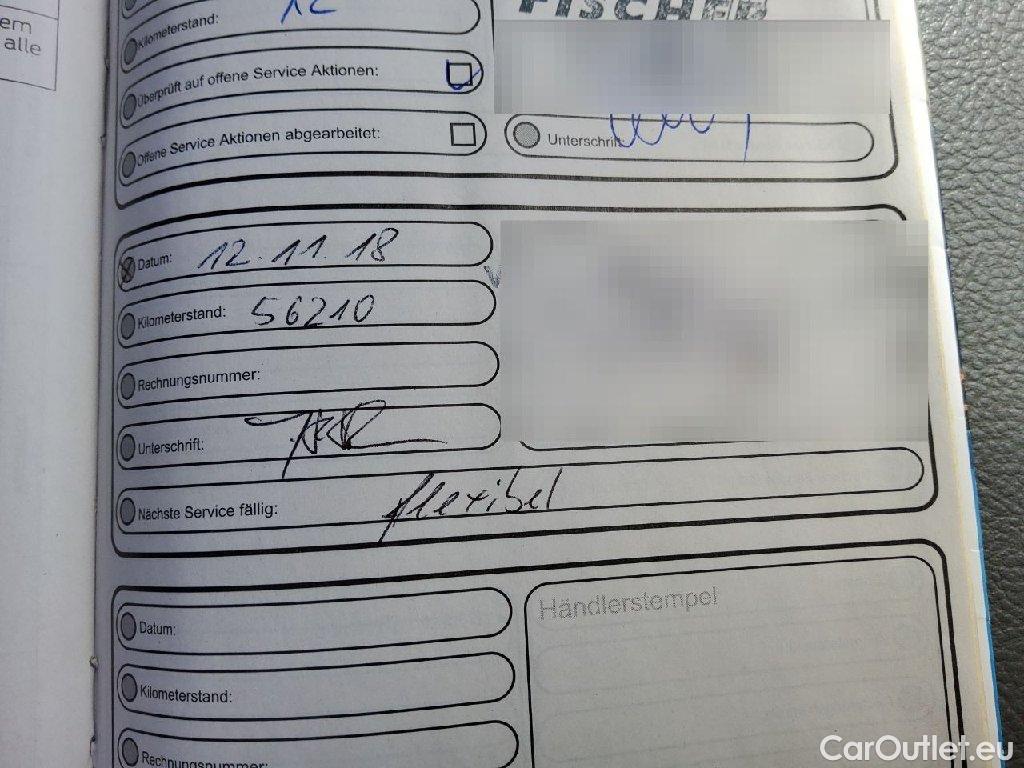 em
alle
Kilometerstand:
FISCHER
Überprüft auf offene Service Aktionen:
Offene Service Aktionen abgearbeitet:
Unterschrift:
Datum: 12.11.18
Kilometerstand: 56210
Rechnungsnummer:
Unterschrift:
Nächste Service fällig: flexibel
Händlerstempel
Datum:
Kilometerstand:
Rechnungsnummer:
CarOutlet.eu